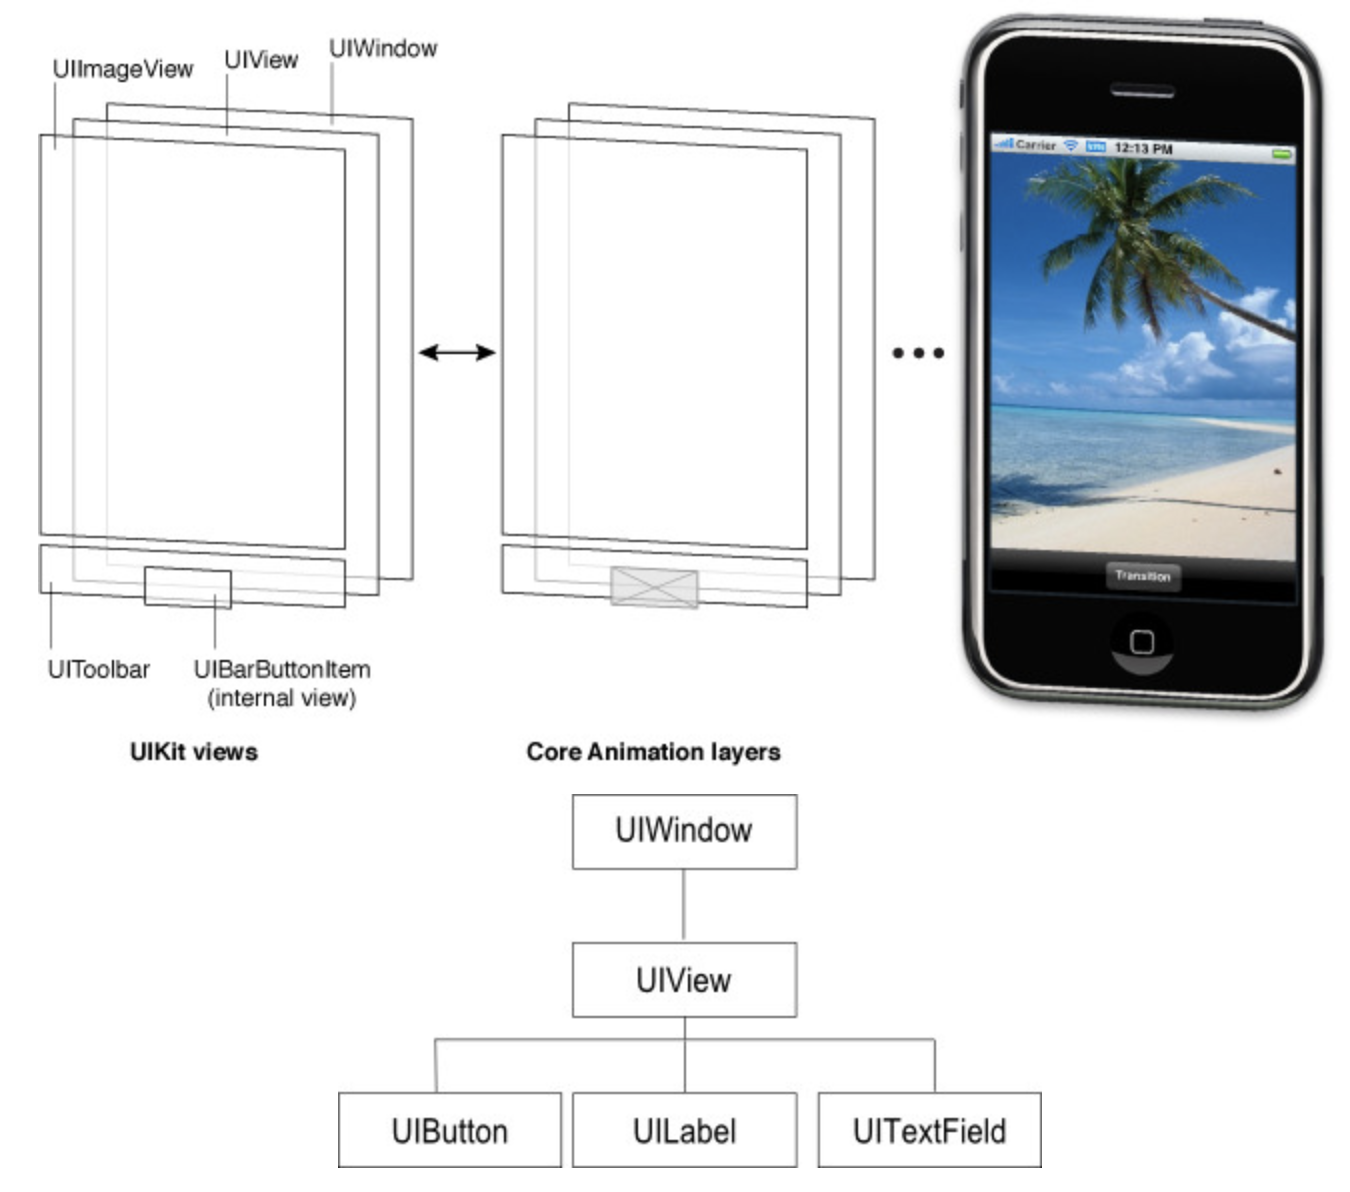 UIImageView
UIView
UIWindow
Carrier
12:13 PM
Transition
UIToolbar
UIBarButtonItem
(internal view)
UIKit views
Core Animation layers
UIWindow
UIView
UIButton
UILabel
UITextField